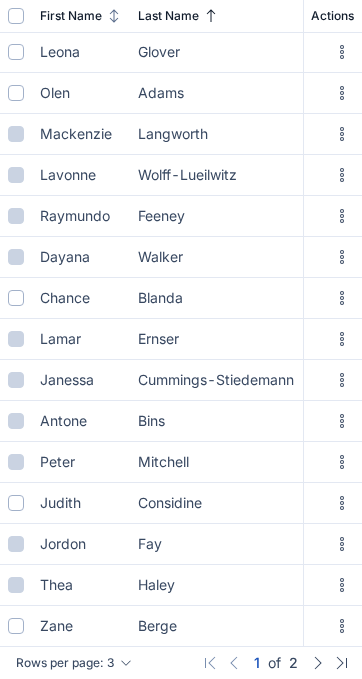 First Name Last Name Actions
Leona Glover
Olen Adams
Mackenzie Langworth
Lavonne Wolff-Lueilwitz
Raymundo Feeney
Dayana Walker
Chance Blanda
Lamar Ernser
Janessa Cummings-Stiedemann
Antone Bins
Peter Mitchell
Judith Considine
Jordon Fay
Thea Haley
Zane Berge
Rows per page: 3 1 of 2